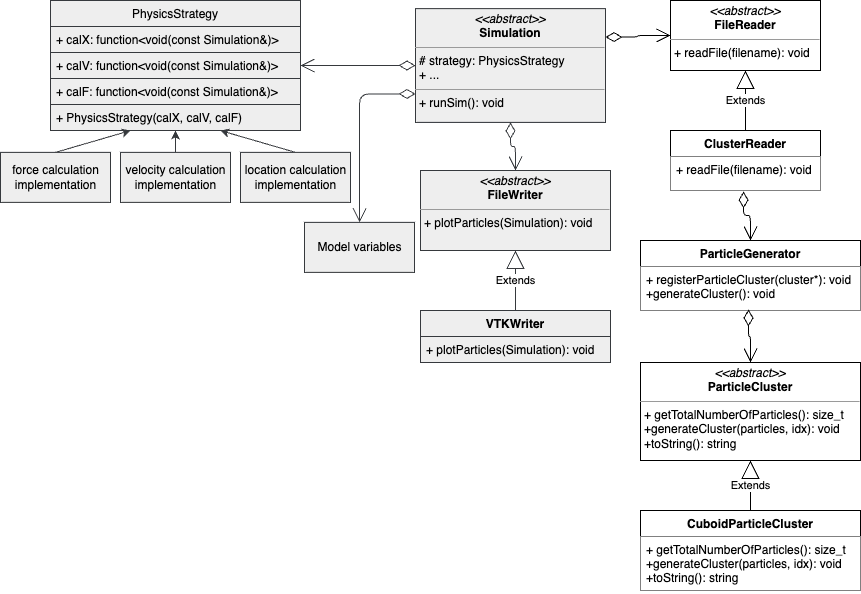 PhysicsStrategy
+ calX: function<void(const Simulation&)>
+ calV: function<void(const Simulation&)>
+ calF: function<void(const Simulation&)>
+ PhysicsStrategy(calX, calV, calF)
force calculation
implementation
velocity calculation
implementation
location calculation
implementation
<<abstract>>
Simulation
# strategy: PhysicsStrategy
+ ...
+ runSim(): void
Model variables
<<abstract>>
FileWriter
+ plotParticles(Simulation): void
Extends
VTKWriter
+ plotParticles(Simulation): void
<<abstract>>
FileReader
+ readFile(filename): void
Extends
ClusterReader
+ readFile(filename): void
ParticleGenerator
+ registerParticleCluster(cluster*): void
+generateCluster(): void
<<abstract>>
ParticleCluster
+ getTotalNumberOfParticles(): size_t
+generateCluster(particles, idx): void
+toString(): string
Extends
CuboidParticleCluster
+ getTotalNumberOfParticles(): size_t
+generateCluster(particles, idx): void
+toString(): string